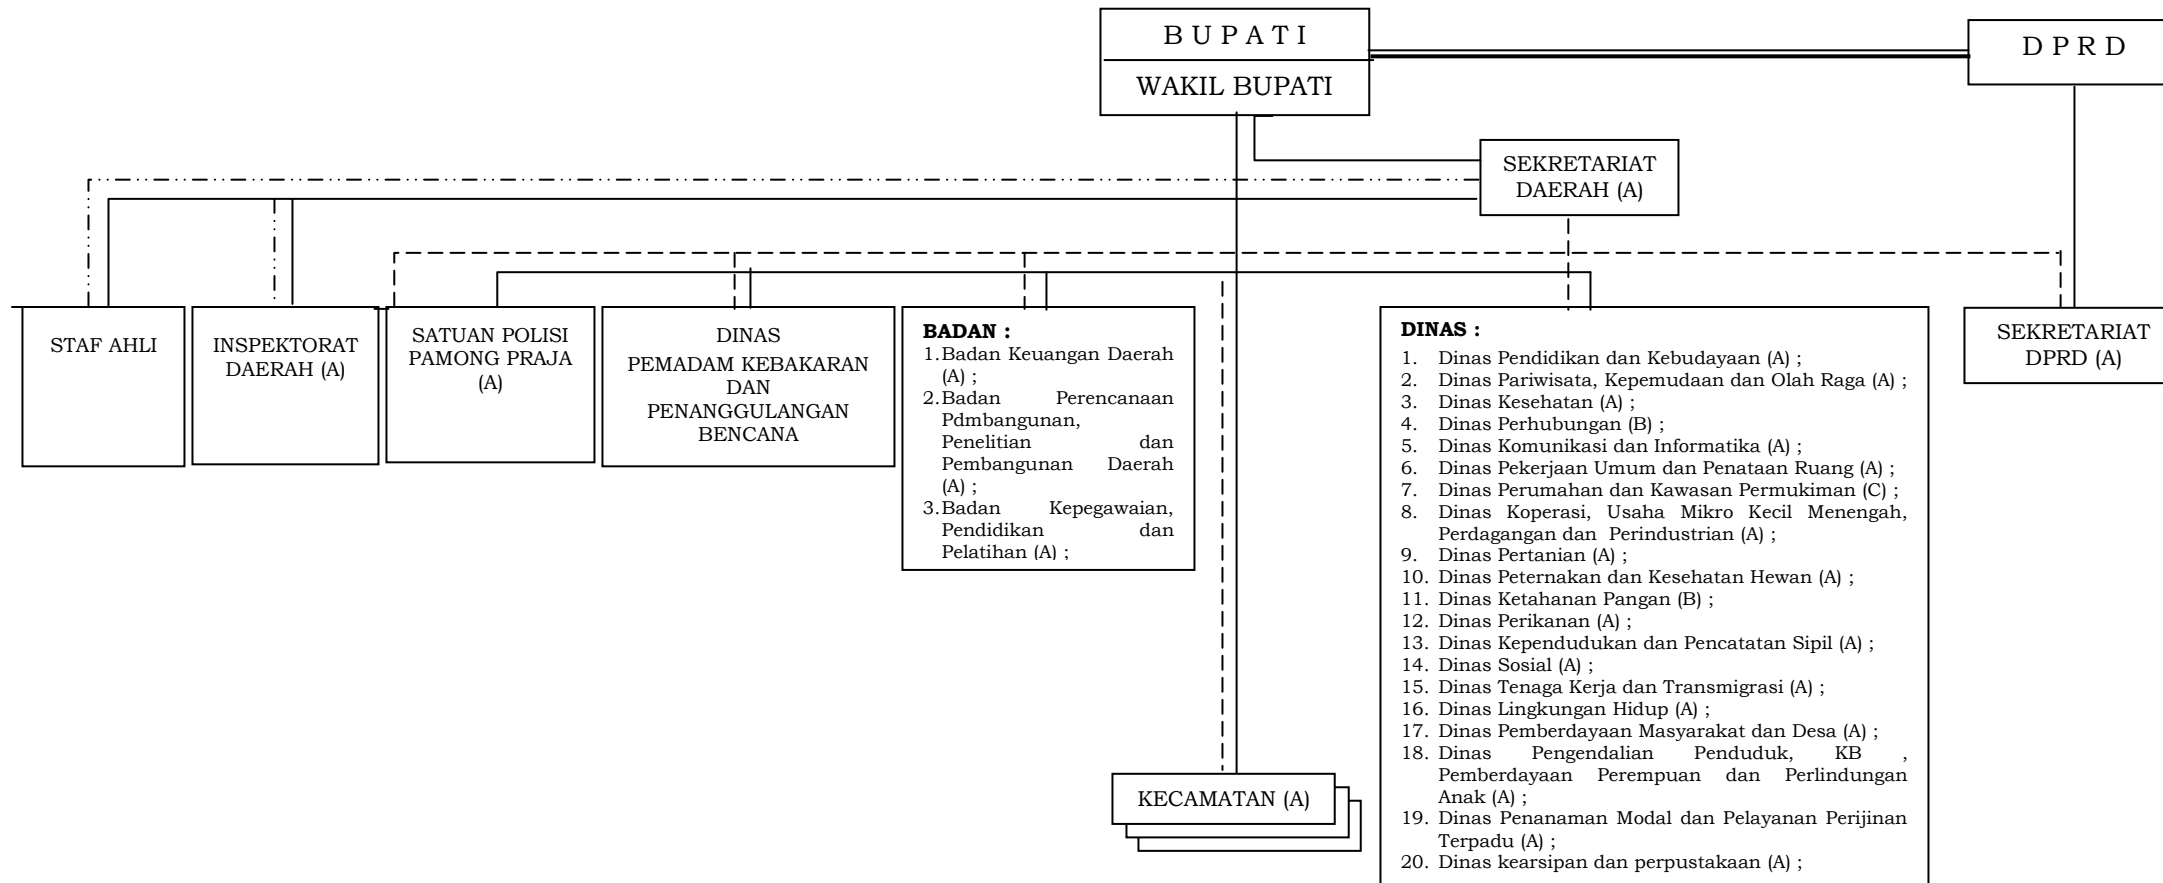 B U P A T I
WAKIL BUPATI
D P R D
SEKRETARIAT
DAERAH (A)
STAF AHLI
INSPEKTORAT
DAERAH (A)
SATUAN POLISI
PAMONG PRAJA
(A)
DINAS
PEMADAM KEBAKARAN
DAN
PENANGGULANGAN
BENCANA
BADAN :
1. Badan Keuangan Daerah
(A) ;
2. Badan Perencanaan
Pdmbangunan,
Penelitian dan
Pembangunan Daerah
(A) ;
3. Badan Kepegawaian,
Pendidikan dan
Pelatihan (A) ;
KECAMATAN (A)
DINAS :
1. Dinas Pendidikan dan Kebudayaan (A) ;
2. Dinas Pariwisata, Kepemudaan dan Olah Raga (A) ;
3. Dinas Kesehatan (A) ;
4. Dinas Perhubungan (B) ;
5. Dinas Komunikasi dan Informatika (A) ;
6. Dinas Pekerjaan Umum dan Penataan Ruang (A) ;
7. Dinas Perumahan dan Kawasan Permukiman (C) ;
8. Dinas Koperasi, Usaha Mikro Kecil Menengah,
Perdagangan dan Perindustrian (A) ;
9. Dinas Pertanian (A) ;
10. Dinas Peternakan dan Kesehatan Hewan (A) ;
11. Dinas Ketahanan Pangan (B) ;
12. Dinas Perikanan (A) ;
13. Dinas Kependudukan dan Pencatatan Sipil (A) ;
14. Dinas Sosial (A) ;
15. Dinas Tenaga Kerja dan Transmigrasi (A) ;
16. Dinas Lingkungan Hidup (A) ;
17. Dinas Pemberdayaan Masyarakat dan Desa (A) ;
18. Dinas Pengendalian Penduduk, KB ,
Pemberdayaan Perempuan dan Perlindungan
Anak (A) ;
19. Dinas Penanaman Modal dan Pelayanan Perijinan
Terpadu (A) ;
20. Dinas kearsipan dan perpustakaan (A) ;
SEKRETARIAT
DPRD (A)